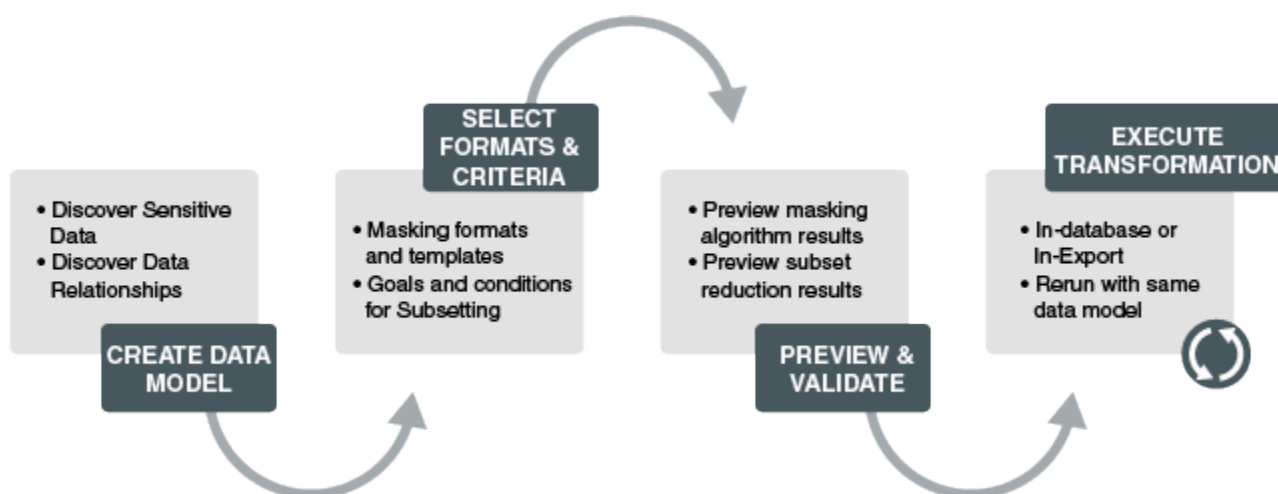 • Discover Sensitive
Data
• Discover Data
Relationships
CREATE DATA
MODEL
SELECT
FORMATS &
CRITERIA
• Masking formats
and templates
• Goals and conditions
for Subsetting
• Preview masking
algorithm results
• Preview subset
reduction results
PREVIEW &
VALIDATE
EXECUTE
TRANSFORMATION
• In-database or
In-Export
• Rerun with same
data model